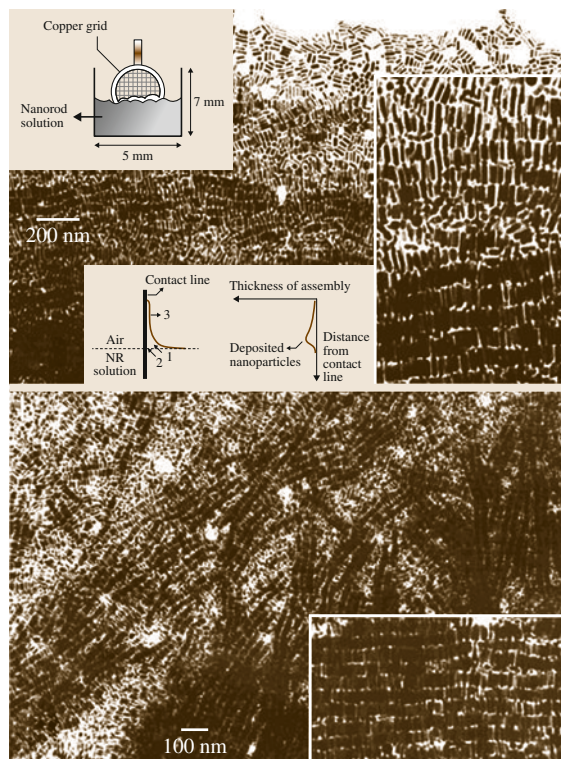 Copper grid
Nanorod
solution
7 mm
5 mm
200 nm
Contact line
3
Air
NR
solution
1
2
Thickness of assembly
Deposited
nanoparticles
Distance
from
contact
line
100 nm